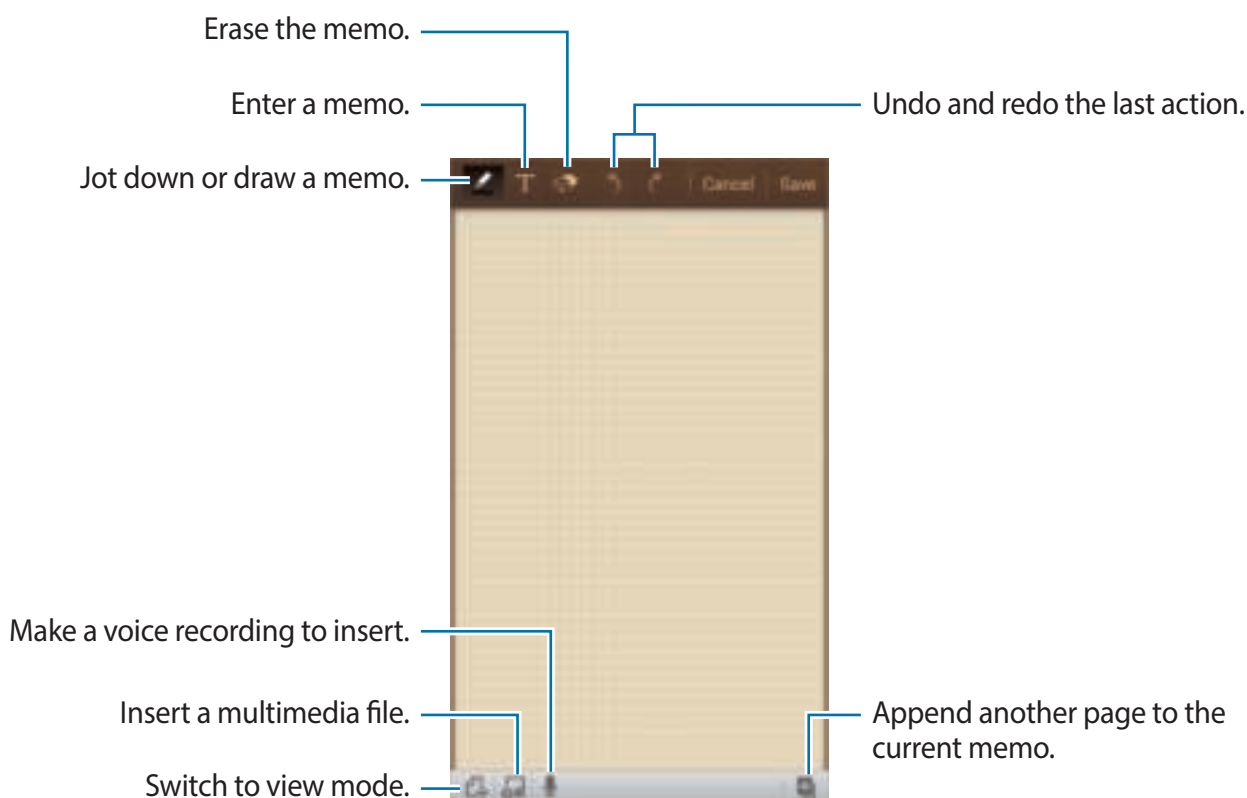 Erase the memo.
Enter a memo.
Undo and redo the last action.
Jot down or draw a memo.
T Cancel Save
Make a voice recording to insert.
Insert a multimedia file.
Append another page to the
current memo.
Switch to view mode.